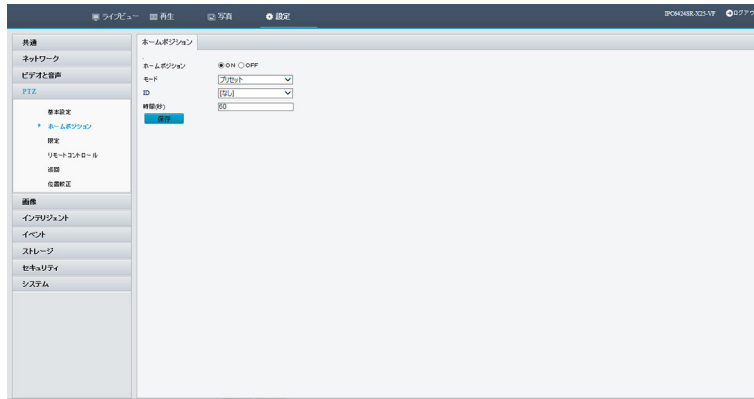 ライブビュー 再生 写真 設定 IPC6424SR-X25-VF
共通
ネットワーク
ビデオと音声
PTZ
基本設定
ホームポジション
限定
リモートコントロール
巡回
位置校正
画像
インテリジェント
イベント
ストレージ
セキュリティ
システム
ホームポジション
ホームポジション ON OFF
モード プリセット
ID [なし]
時間(秒) 60
保存